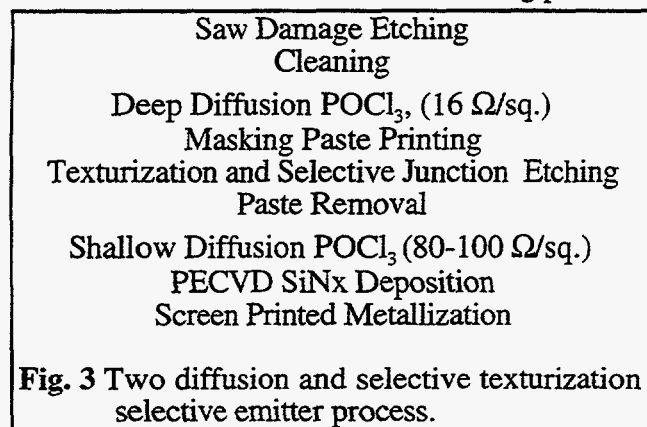 Saw Damage Etching
Cleaning
Deep Diffusion POCl₃, (16 Ω/sq.)
Masking Paste Printing
Texturization and Selective Junction Etching
Paste Removal
Shallow Diffusion POCl₃ (80-100 Ω/sq.)
PECVD SiNx Deposition
Screen Printed Metallization
Fig. 3 Two diffusion and selective texturization
selective emitter process.